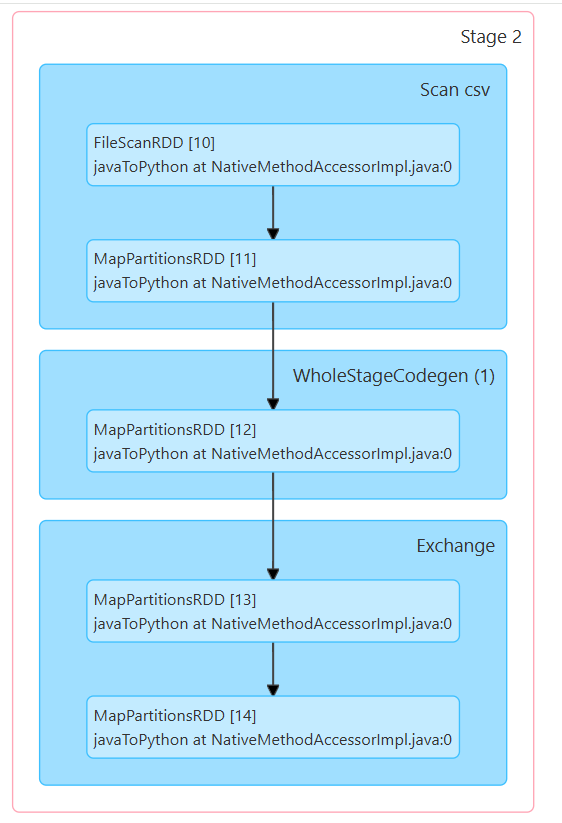 Stage 2
Scan csv
FileScanRDD [10]
javaToPython at NativeMethodAccessorImpl.java:0
MapPartitionsRDD [11]
javaToPython at NativeMethodAccessorImpl.java:0
WholeStageCodegen (1)
MapPartitionsRDD [12]
javaToPython at NativeMethodAccessorImpl.java:0
Exchange
MapPartitionsRDD [13]
javaToPython at NativeMethodAccessorImpl.java:0
MapPartitionsRDD [14]
javaToPython at NativeMethodAccessorImpl.java:0